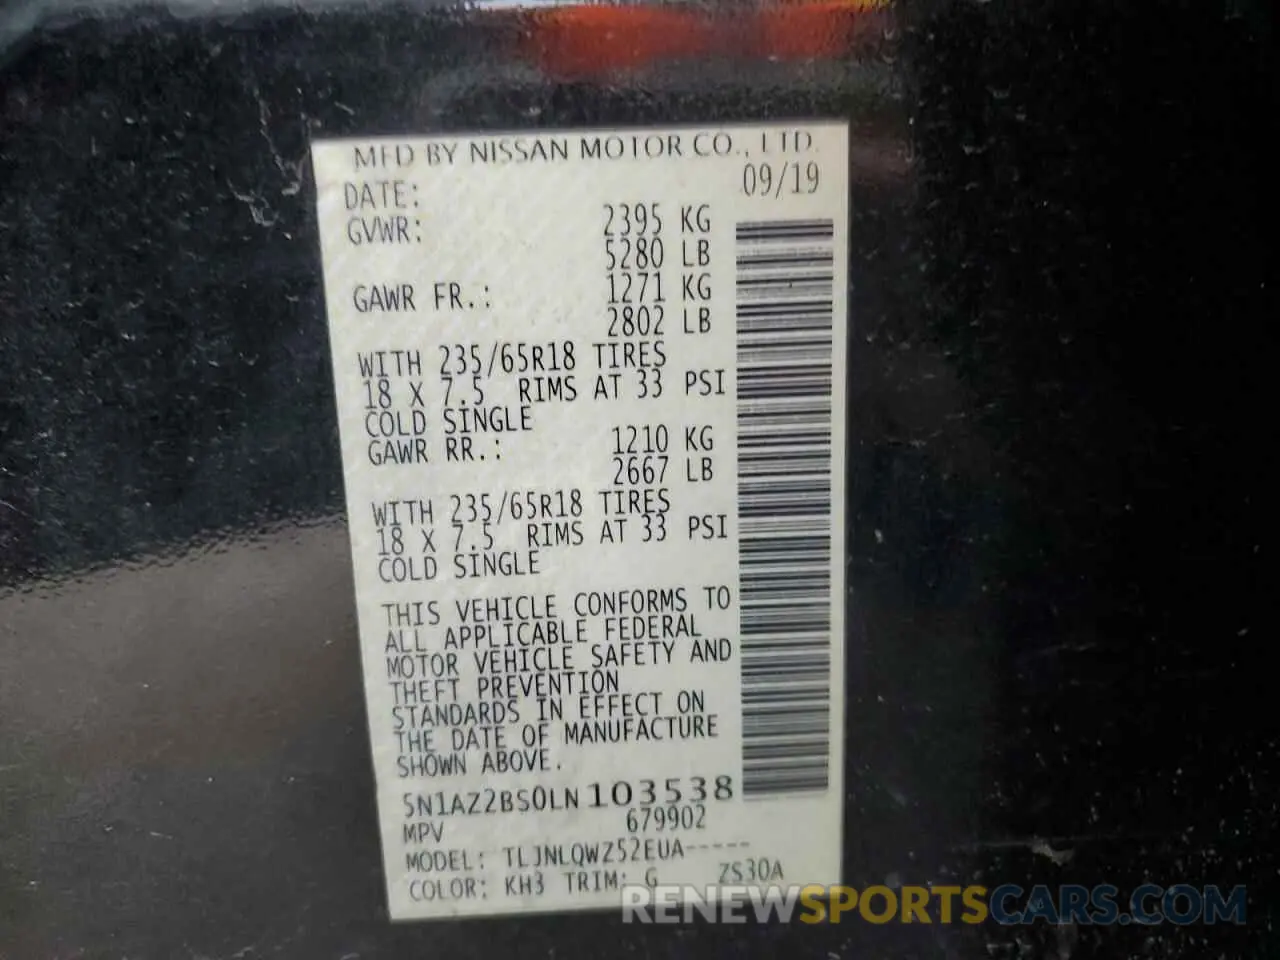 MFD BY NISSAN MOTOR CO., LTD.
DATE: 09/19
GVWR: 2395 KG
5280 LB
GAWR FR.: 1271 KG
2802 LB
WITH 235/65R18 TIRES
18 X 7.5 RIMS AT 33 PSI
COLD SINGLE
GAWR RR.: 1210 KG
2667 LB
WITH 235/65R18 TIRES
18 X 7.5 RIMS AT 33 PSI
COLD SINGLE
THIS VEHICLE CONFORMS TO
ALL APPLICABLE FEDERAL
MOTOR VEHICLE SAFETY AND
THEFT PREVENTION
STANDARDS IN EFFECT ON
THE DATE OF MANUFACTURE
SHOWN ABOVE.
5N1AZ2BS0LN103538
MPV 679902
MODEL: TLJNLQWZ52EUA-----
COLOR: KH3 TRIM: G ZS30A
RENEWSPORTSCARS.COM